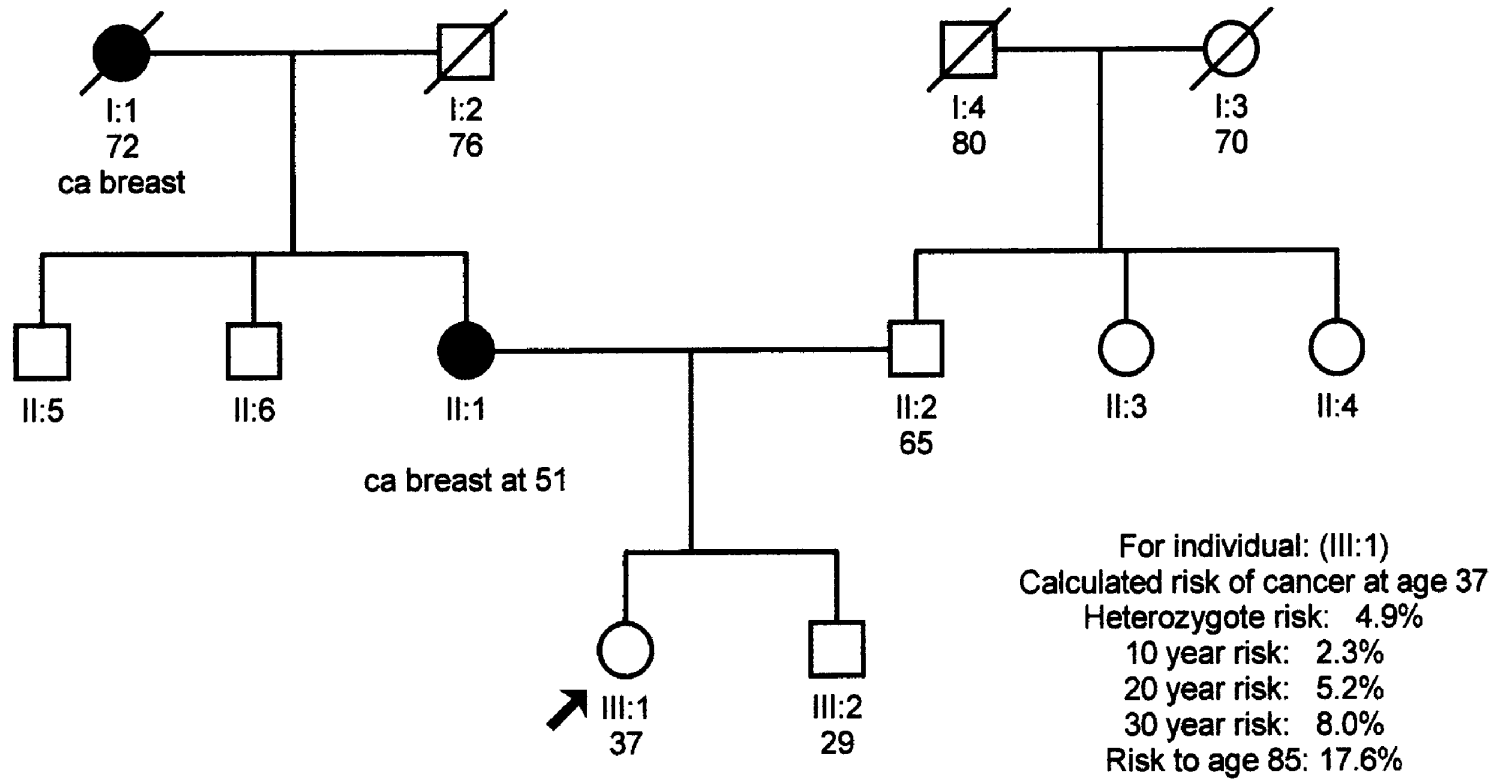 I:1
72
ca breast
I:2
76
I:4
80
I:3
70
II:5
II:6
II:1
ca breast at 51
II:2
65
II:3
II:4
III:1
37
III:2
29
For individual: (III:1)
Calculated risk of cancer at age 37
Heterozygote risk: 4.9%
10 year risk: 2.3%
20 year risk: 5.2%
30 year risk: 8.0%
Risk to age 85: 17.6%